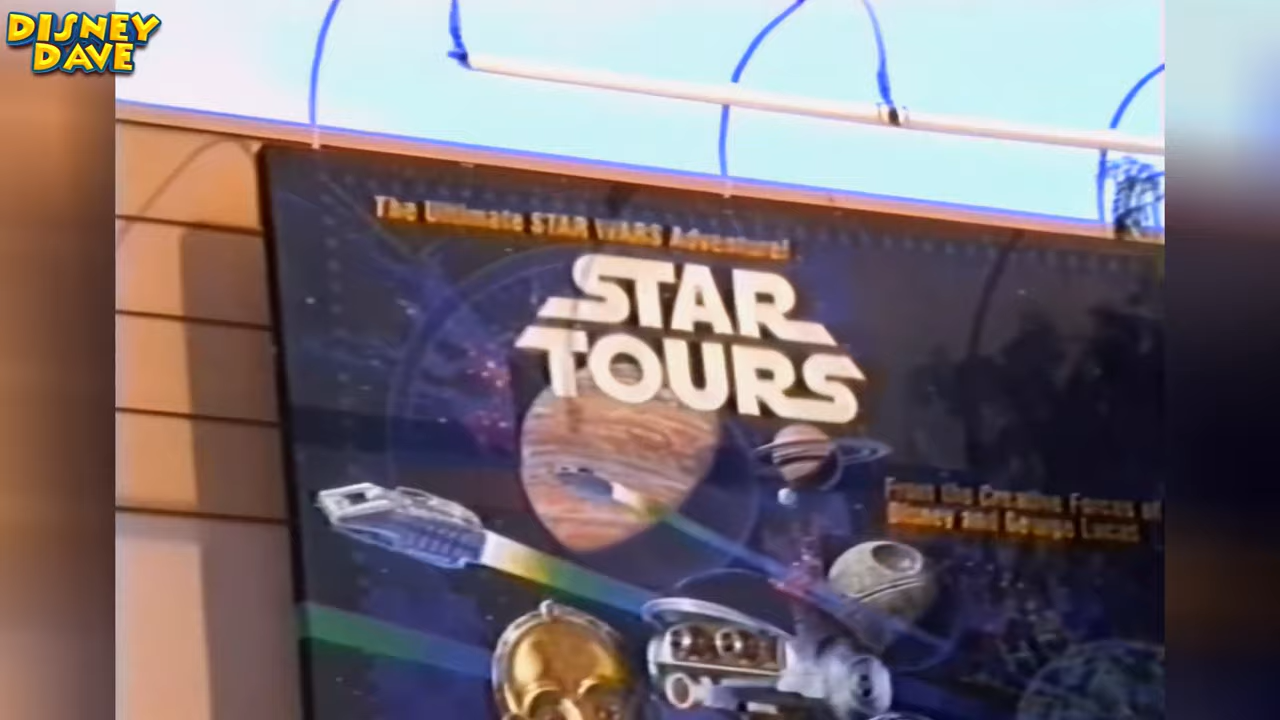 DISNEY
DAVE
The Ultimate STAR WARS Adventure!
STAR
TOURS
From the Creative Forces of
Disney and George Lucas